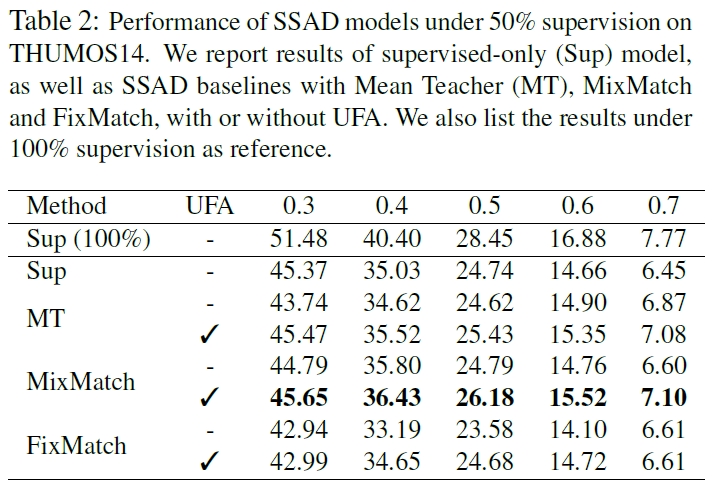 Table 2: Performance of SSAD models under 50% supervision on
THUMOS14. We report results of supervised-only (Sup) model,
as well as SSAD baselines with Mean Teacher (MT), MixMatch
and FixMatch, with or without UFA. We also list the results under
100% supervision as reference.
Method UFA 0.3 0.4 0.5 0.6 0.7
Sup (100%) - 51.48 40.40 28.45 16.88 7.77
Sup - 45.37 35.03 24.74 14.66 6.45
MT - 43.74 34.62 24.62 14.90 6.87
✓ 45.47 35.52 25.43 15.35 7.08
MixMatch - 44.79 35.80 24.79 14.76 6.60
✓ 45.65 36.43 26.18 15.52 7.10
FixMatch - 42.94 33.19 23.58 14.10 6.61
✓ 42.99 34.65 24.68 14.72 6.61